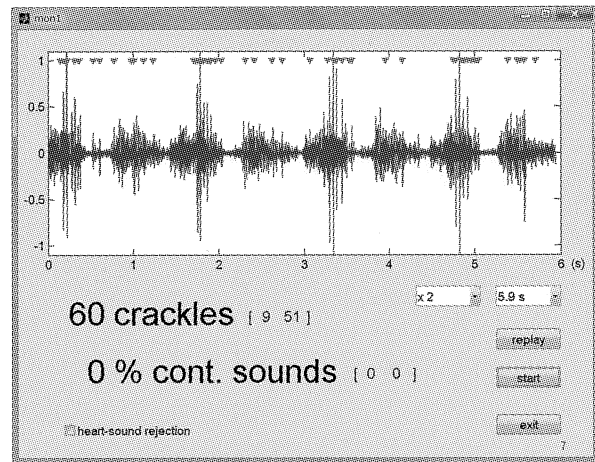 mon1
1
0.5
0
-0.5
-1
0 1 2 3 4 5 6 (s)
x 2 5.9 s
60 crackles [ 9 51 ]
replay
0 % cont. sounds [ 0 0 ]
start
heart-sound rejection
exit
7